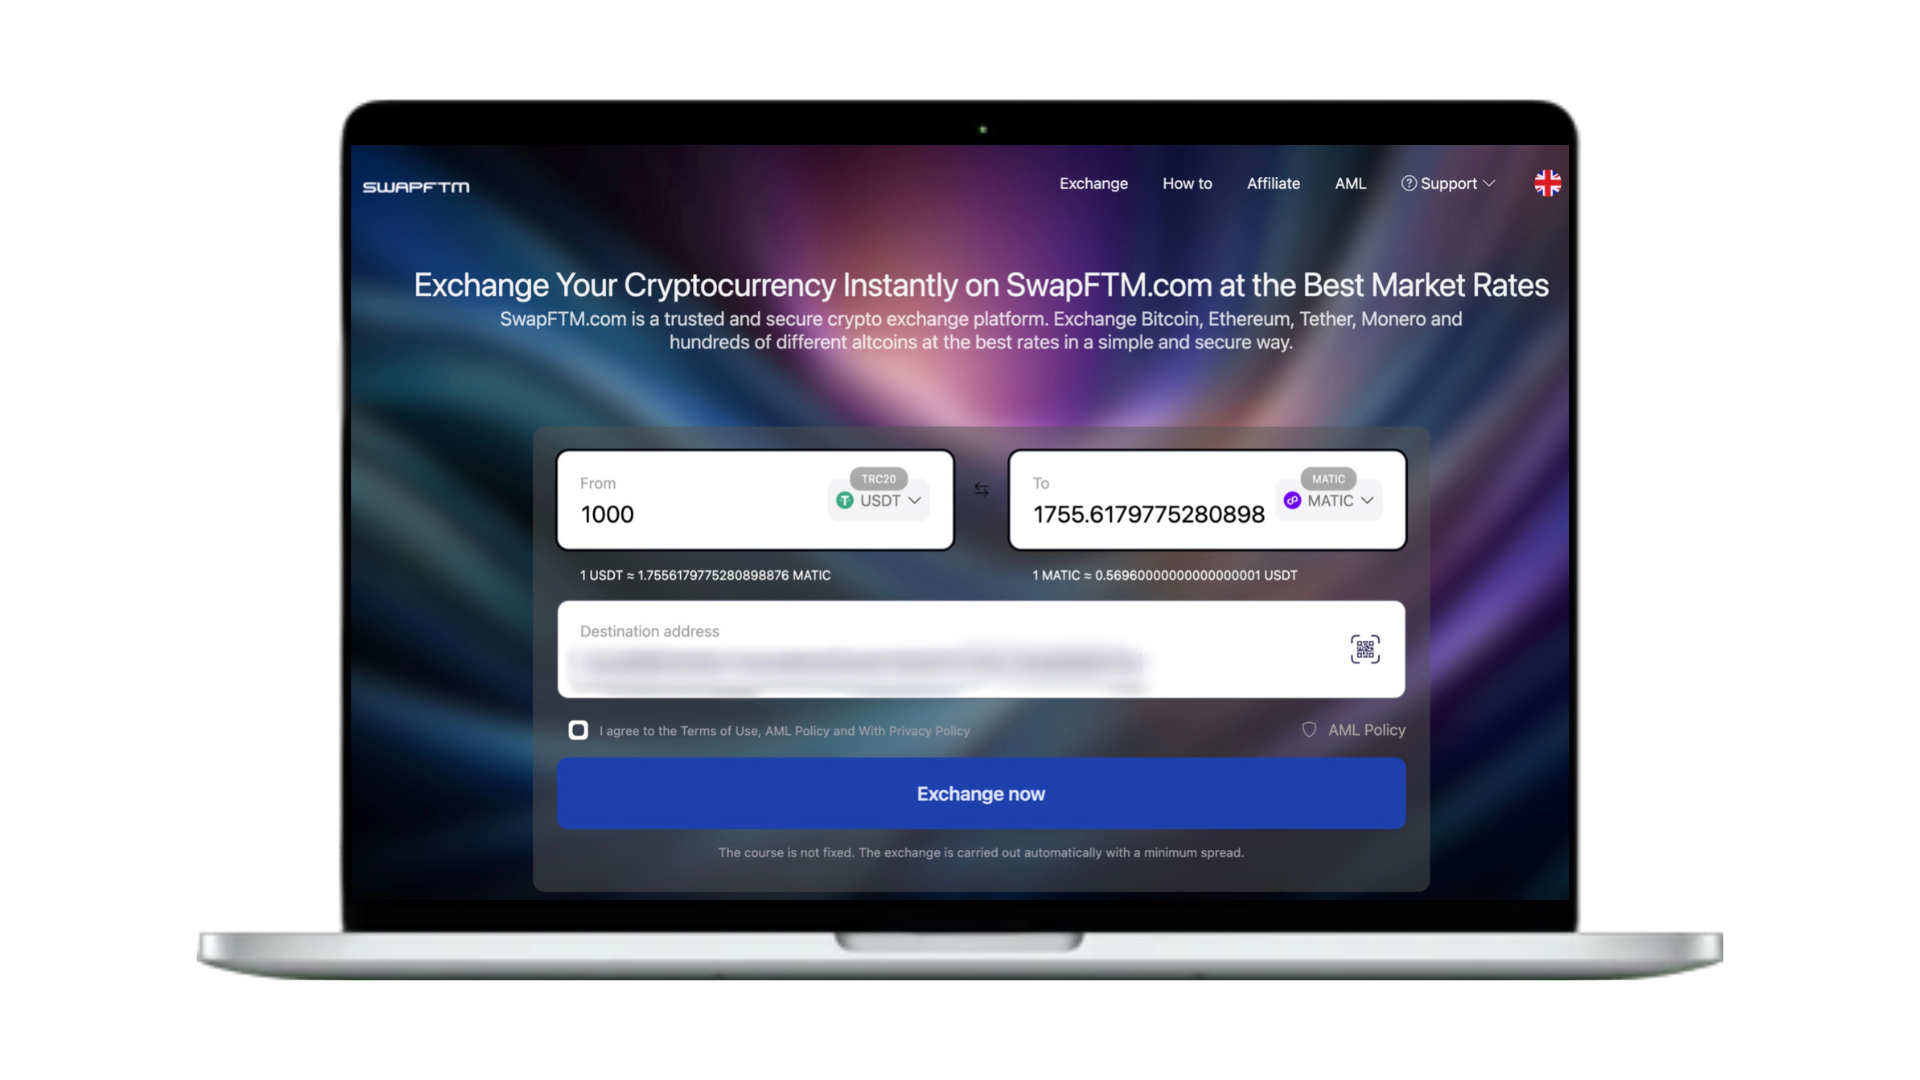 SWAPFTM
Exchange How to Affiliate AML Support
Exchange Your Cryptocurrency Instantly on SwapFTM.com at the Best Market Rates
SwapFTM.com is a trusted and secure crypto exchange platform. Exchange Bitcoin, Ethereum, Tether, Monero and
hundreds of different altcoins at the best rates in a simple and secure way.
From
TRC20
USDT
1000
To
MATIC
MATIC
1755.6179775280898
1 USDT ≈ 1.7556179775280898876 MATIC
1 MATIC ≈ 0.56960000000000000001 USDT
Destination address
I agree to the Terms of Use, AML Policy and With Privacy Policy
AML Policy
Exchange now
The course is not fixed. The exchange is carried out automatically with a minimum spread.